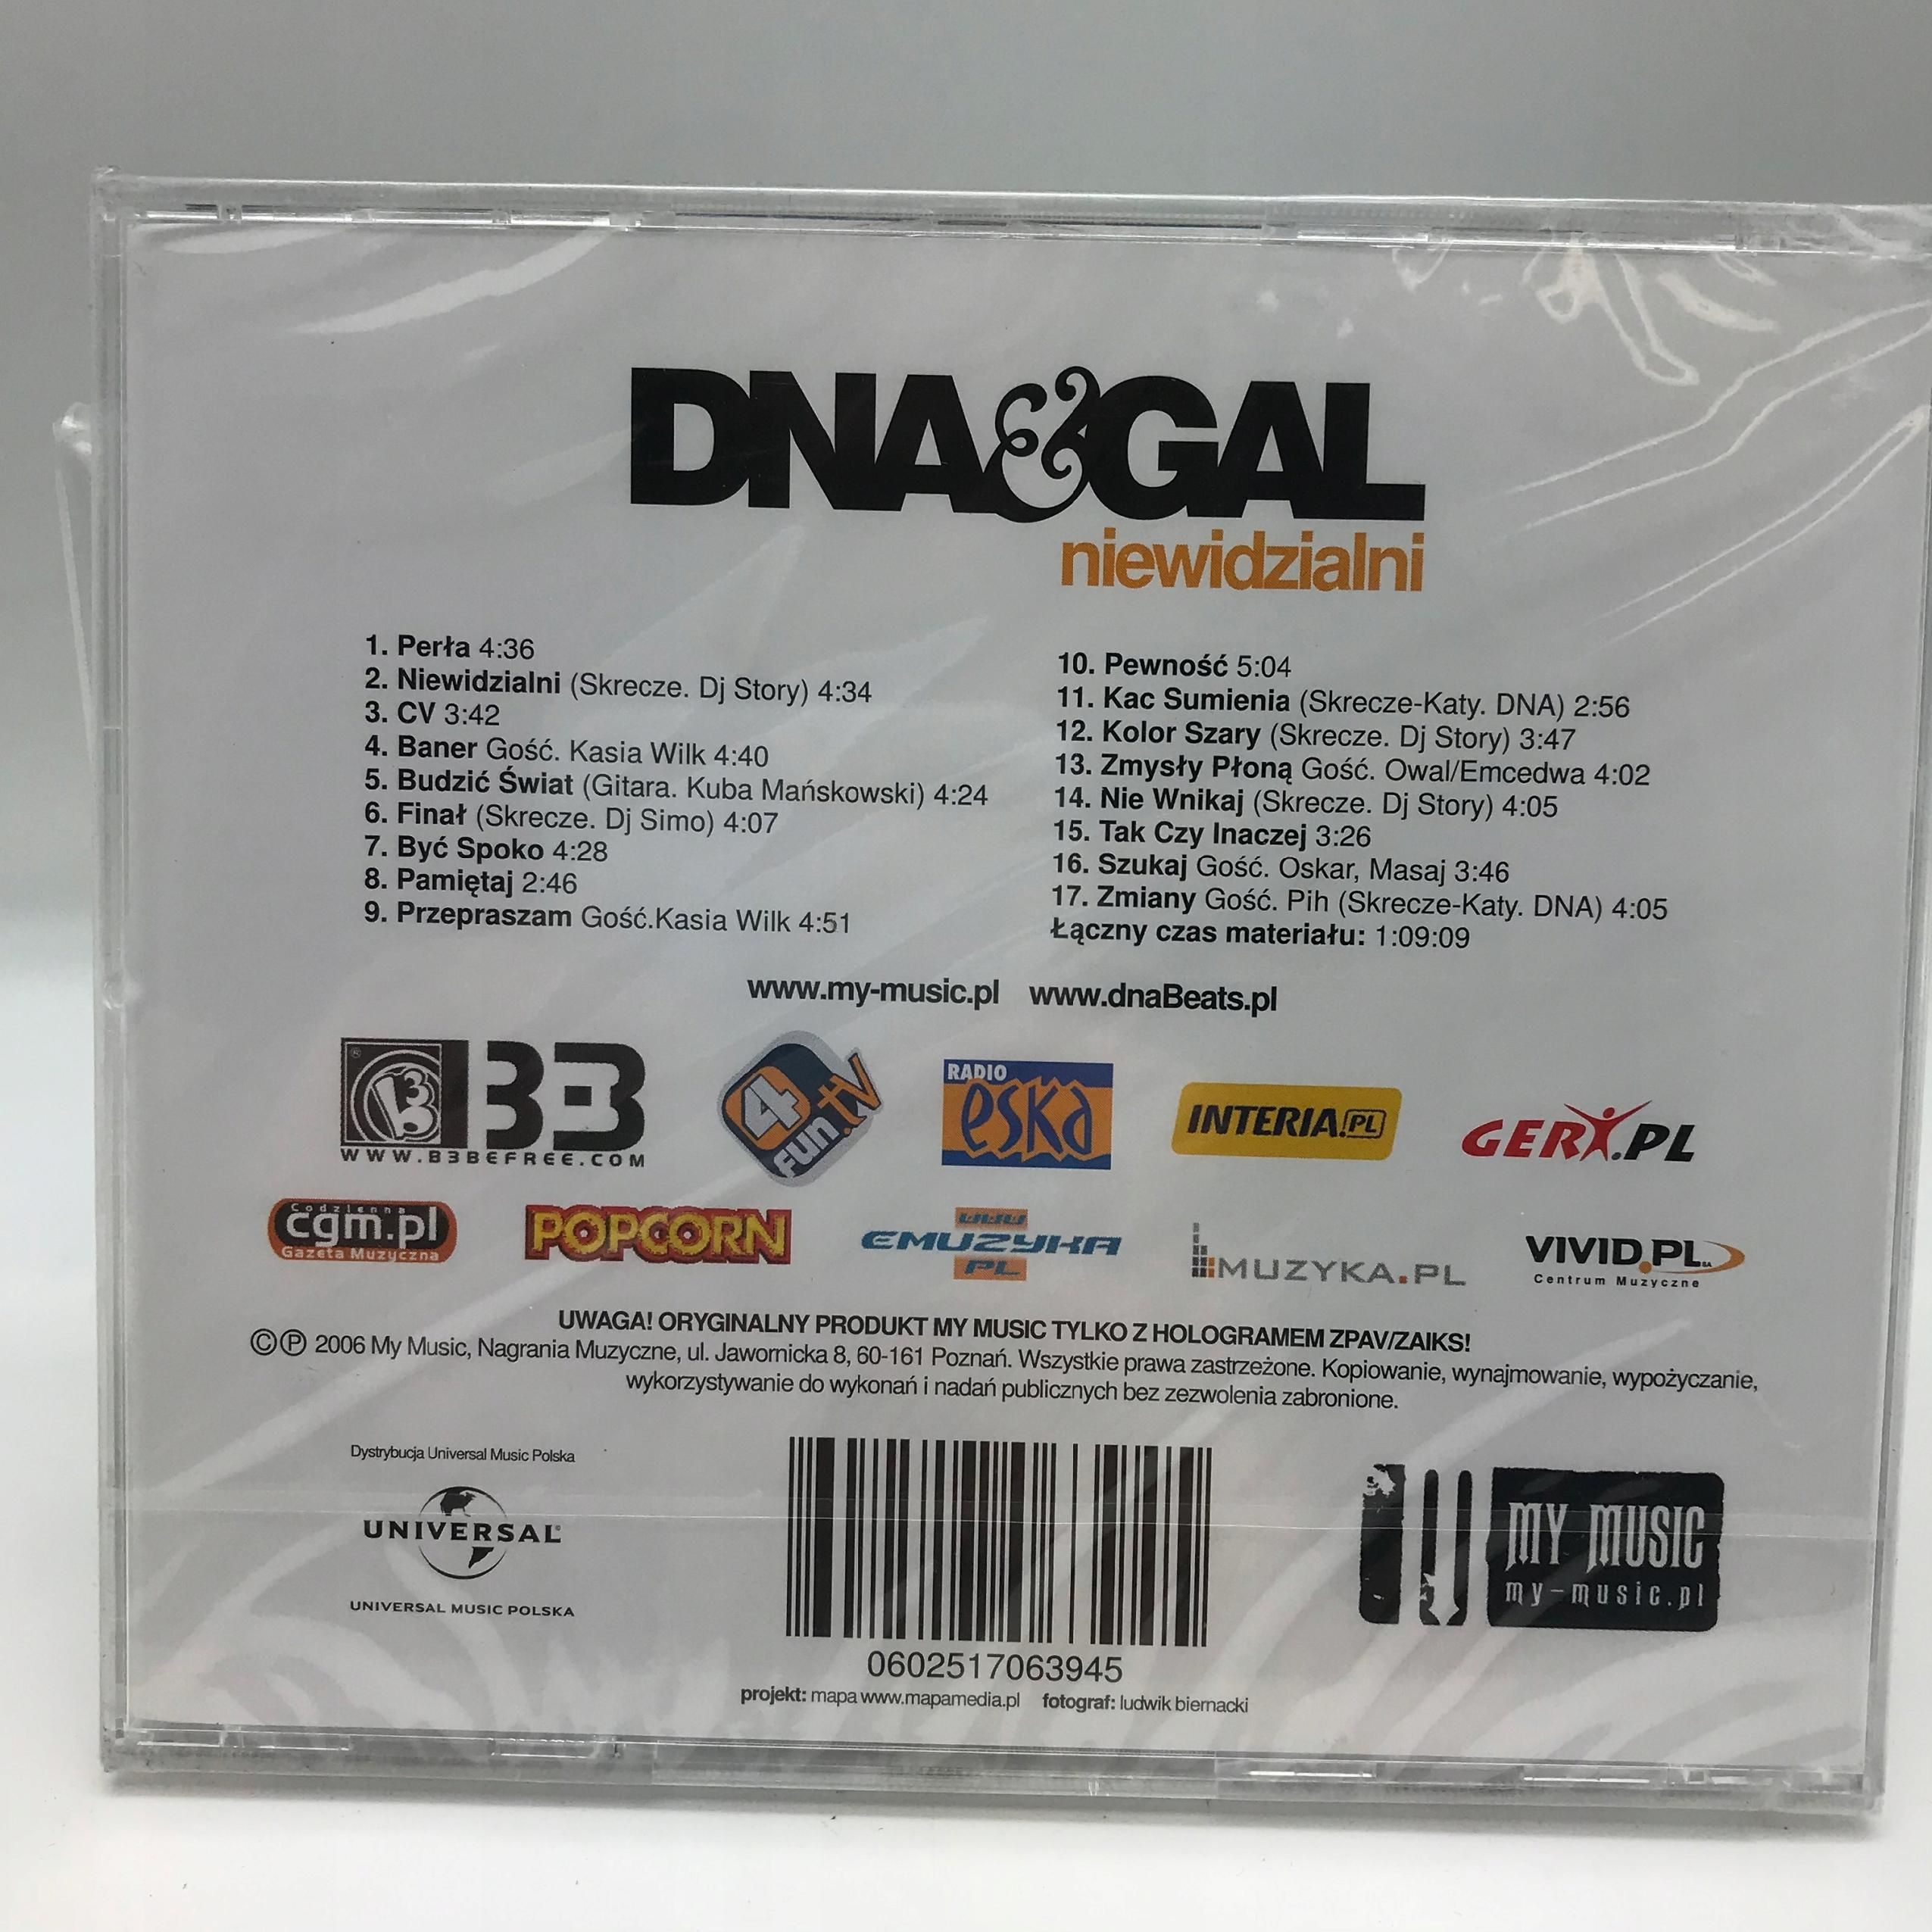 DNA&GAL
niewidzialni
1. Perła 4:36
2. Niewidzialni (Skrecze. Dj Story) 4:34
3. CV 3:42
4. Baner Gość. Kasia Wilk 4:40
5. Budzić Świat (Gitara. Kuba Mańskowski) 4:24
6. Finał (Skrecze. Dj Simo) 4:07
7. Być Spoko 4:28
8. Pamiętaj 2:46
9. Przepraszam Gość.Kasia Wilk 4:51
10. Pewność 5:04
11. Kac Sumienia (Skrecze-Katy. DNA) 2:56
12. Kolor Szary (Skrecze. Dj Story) 3:47
13. Zmysły Płoną Gość. Owal/Emcedwa 4:02
14. Nie Wnikaj (Skrecze. Dj Story) 4:05
15. Tak Czy Inaczej 3:26
16. Szukaj Gość. Oskar, Masaj 3:46
17. Zmiany Gość. Pih (Skrecze-Katy. DNA) 4:05
Łączny czas materiału: 1:09:09
www.my-music.pl www.dnaBeats.pl
B3
WWW.B3BEFREE.COM
4
fun.tv
RADIO
eska
INTERIA.PL
GERY.PL
Codzienna
cgm.pl
Gazeta Muzyczna
POPCORN
www
EMUZYKA
PL
MUZYKA.PL
VIVID.PL SA
Centrum Muzyczne
UWAGA! ORYGINALNY PRODUKT MY MUSIC TYLKO Z HOLOGRAMEM ZPAV/ZAIKS!
©℗ 2006 My Music, Nagrania Muzyczne, ul. Jawornicka 8, 60-161 Poznań. Wszystkie prawa zastrzeżone. Kopiowanie, wynajmowanie, wypożyczanie,
wykorzystywanie do wykonań i nadań publicznych bez zezwolenia zabronione.
Dystrybucja Universal Music Polska
UNIVERSAL
UNIVERSAL MUSIC POLSKA
0602517063945
projekt: mapa www.mapamedia.pl fotograf: ludwik biernacki
MY MUSIC
my-music.pl